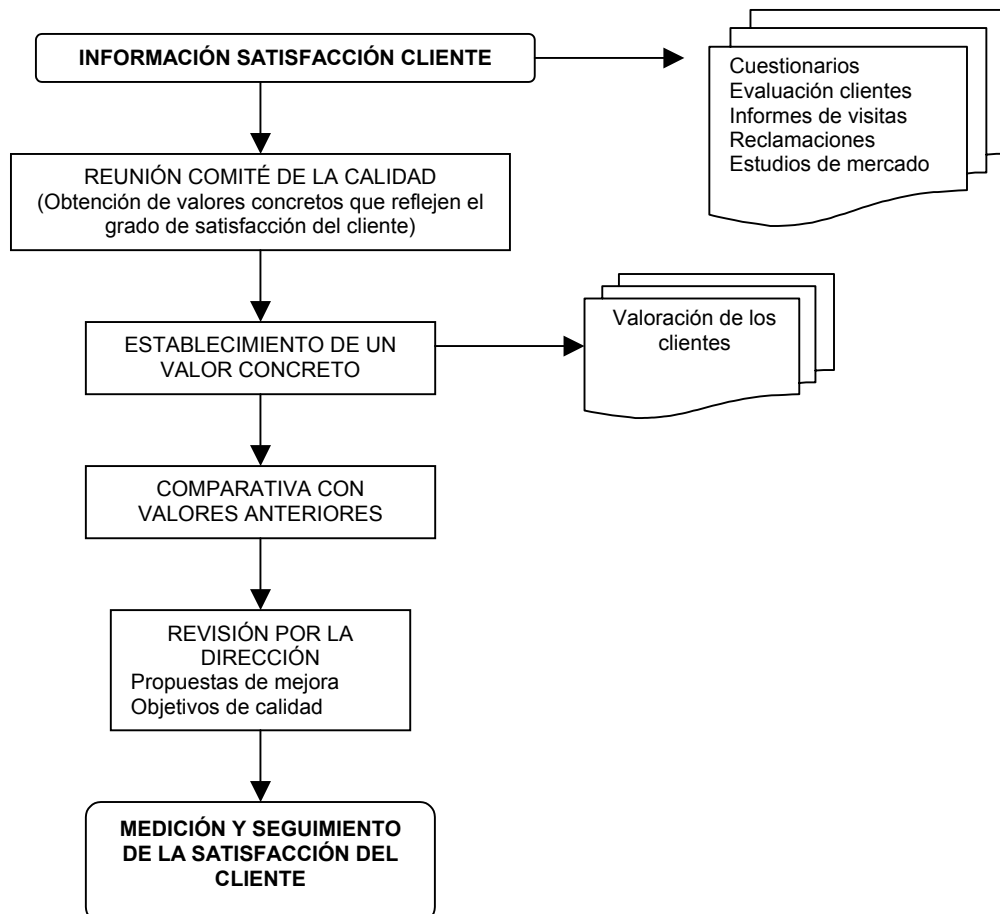 INFORMACIÓN SATISFACCIÓN CLIENTE
Cuestionarios
Evaluación clientes
Informes de visitas
Reclamaciones
Estudios de mercado
REUNIÓN COMITÉ DE LA CALIDAD
(Obtención de valores concretos que reflejen el
grado de satisfacción del cliente)
ESTABLECIMIENTO DE UN
VALOR CONCRETO
Valoración de los
clientes
COMPARATIVA CON
VALORES ANTERIORES
REVISIÓN POR LA
DIRECCIÓN
Propuestas de mejora
Objetivos de calidad
MEDICIÓN Y SEGUIMIENTO
DE LA SATISFACCIÓN DEL
CLIENTE